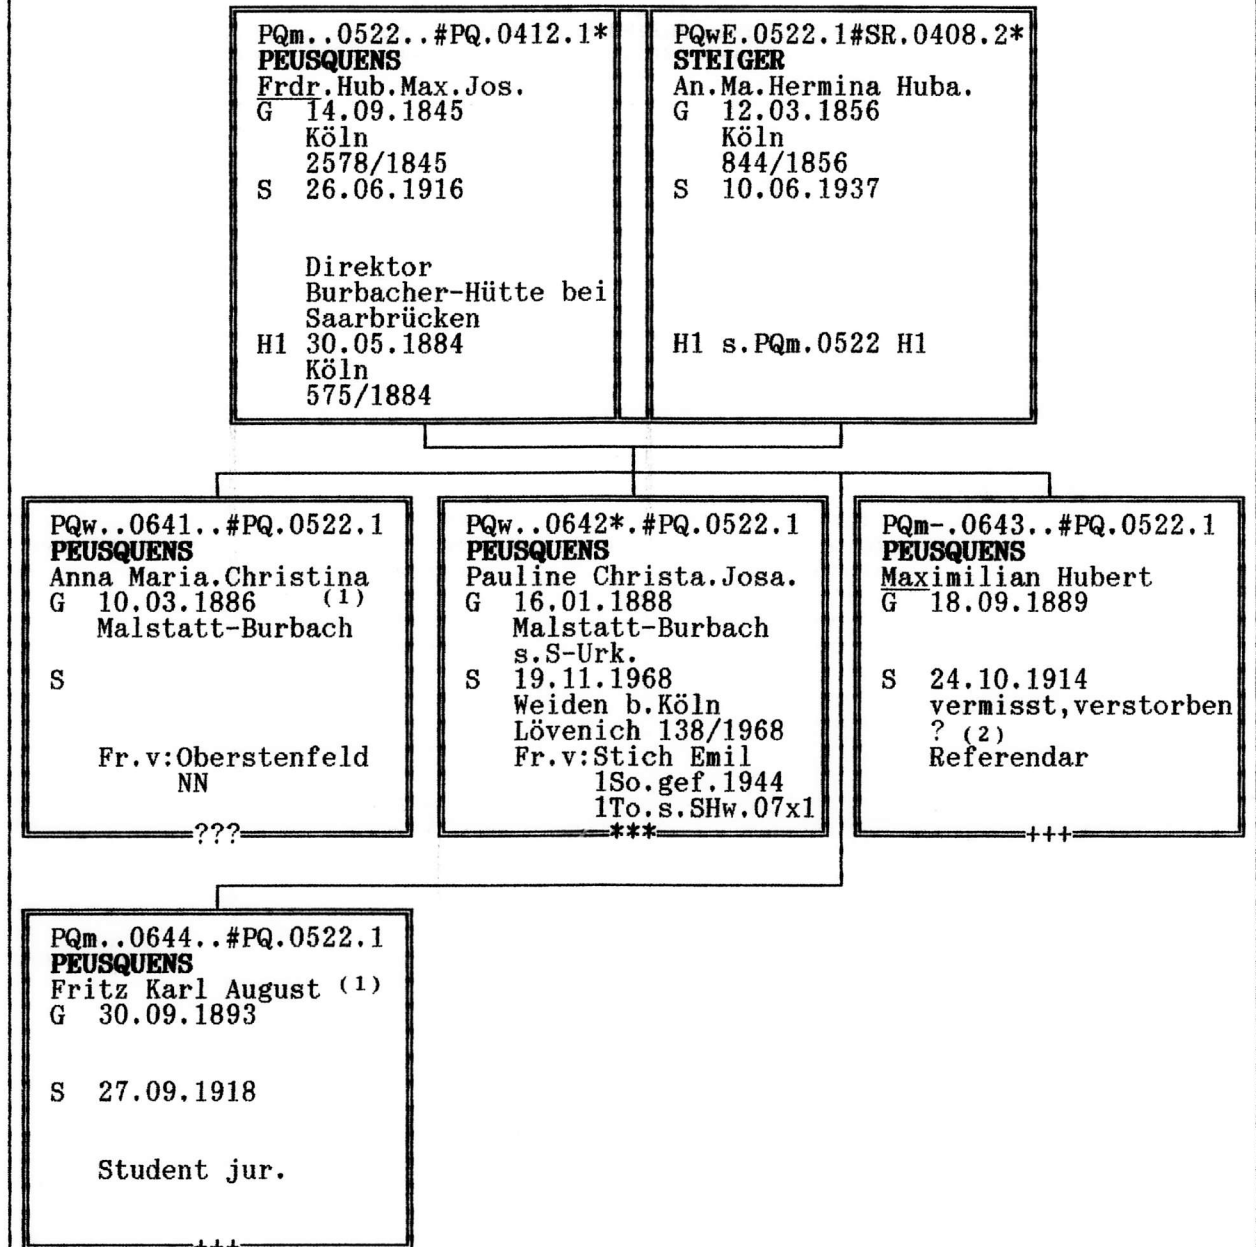 PQm..0522..#PQ.0412.1*
PEUSQUENS
Frdr.Hub.Max.Jos.
G 14.09.1845
Köln
2578/1845
S 26.06.1916
Direktor
Burbacher-Hütte bei
Saarbrücken
H1 30.05.1884
Köln
575/1884
PQwE.0522.1#SR.0408.2*
STEIGER
An.Ma.Hermina Huba.
G 12.03.1856
Köln
844/1856
S 10.06.1937
H1 s.PQm.0522 H1
PQw..0641..#PQ.0522.1
PEUSQUENS
Anna Maria.Christina
G 10.03.1886 (1)
Malstatt-Burbach
S
Fr.v:Oberstenfeld
NN
???
PQw..0642*.#PQ.0522.1
PEUSQUENS
Pauline Christa.Josa.
G 16.01.1888
Malstatt-Burbach
s.S-Urk.
S 19.11.1968
Weiden b.Köln
Lövenich 138/1968
Fr.v:Stich Emil
1So.gef.1944
1To.s.SHw.07x1
***
PQm-.0643..#PQ.0522.1
PEUSQUENS
Maximilian Hubert
G 18.09.1889
S 24.10.1914
vermisst,verstorben
? (2)
Referendar
+++
PQm..0644..#PQ.0522.1
PEUSQUENS
Fritz Karl August (1)
G 30.09.1893
S 27.09.1918
Student jur.
+++